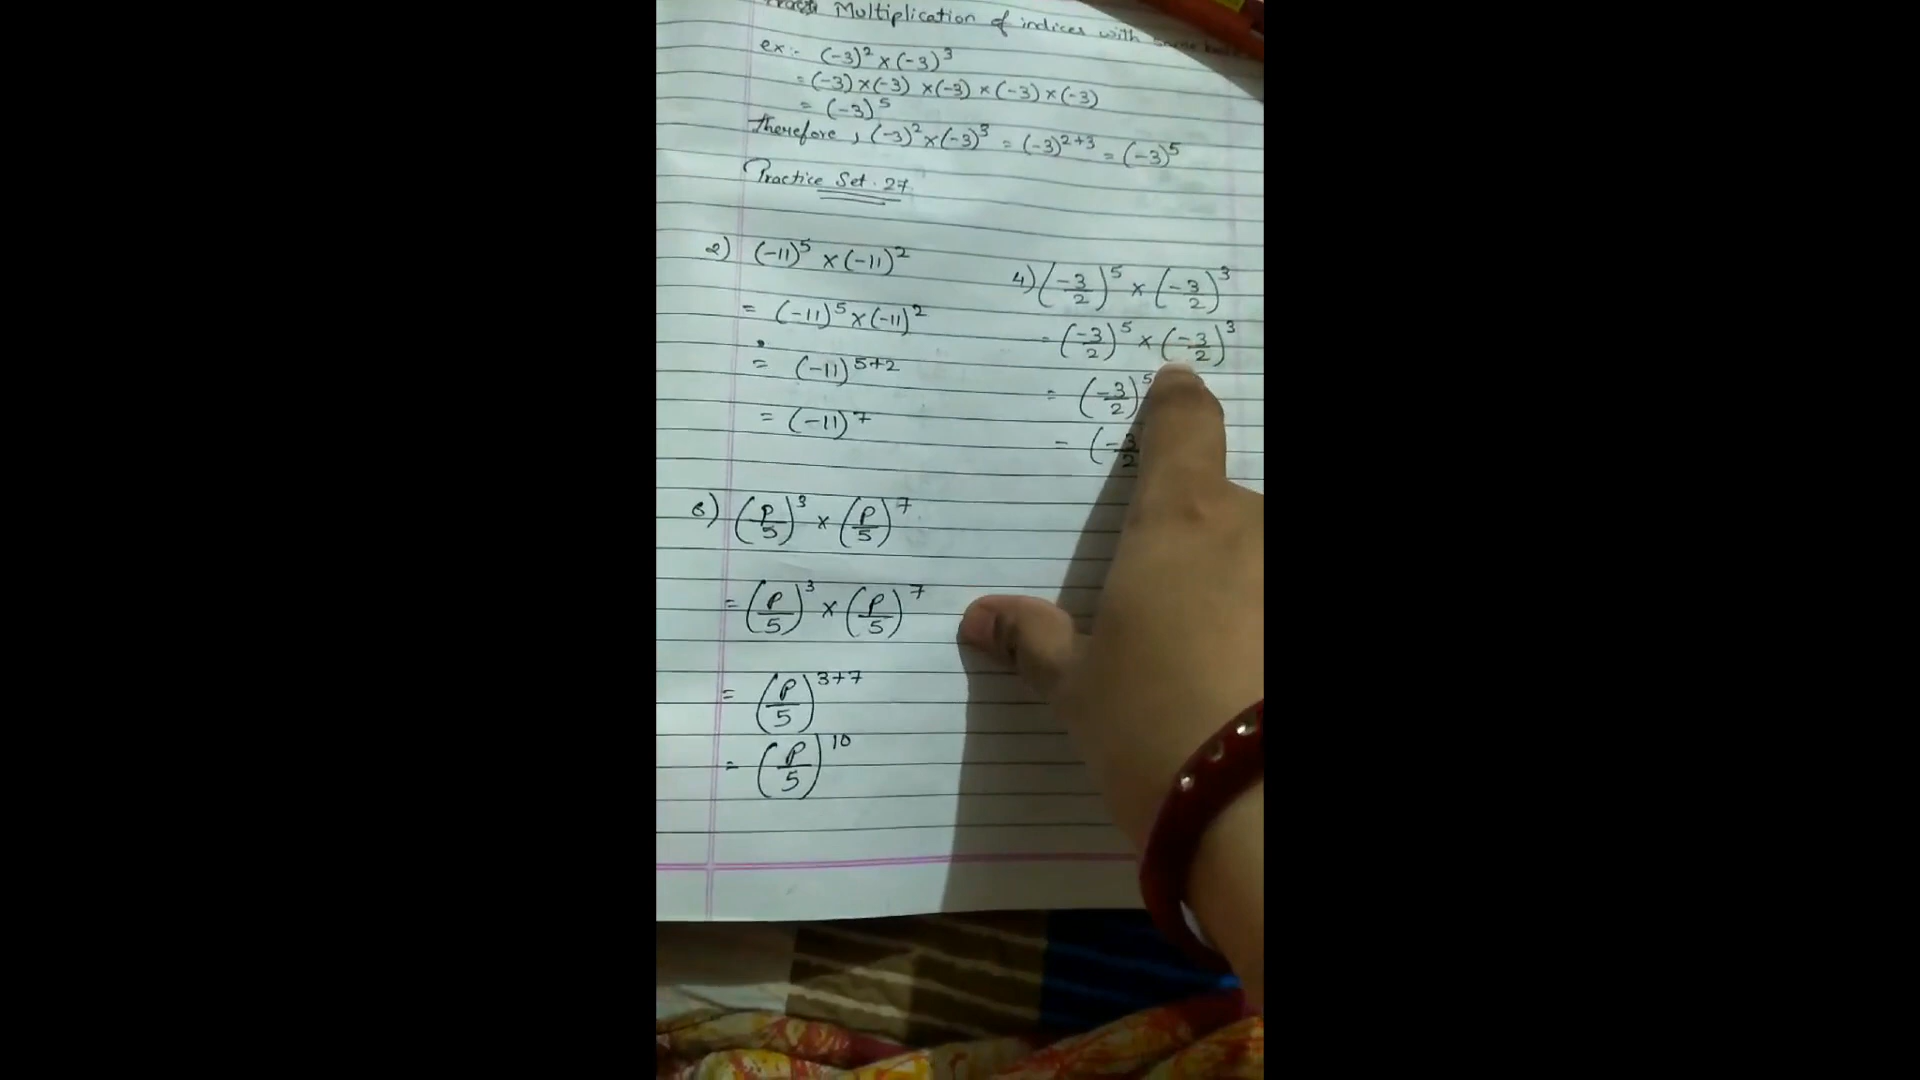 Multiplication of indices with
ex:- (-3)² × (-3)³
= (-3) × (-3) × (-3) × (-3) × (-3)
= (-3)⁵
Therefore, (-3)² × (-3)³ = (-3)²⁺³ = (-3)⁵
Practice Set. 27.
2) (-11)⁵ × (-11)²
= (-11)⁵ × (-11)²
= (-11)⁵⁺²
= (-11)⁷
4) (-3/2)⁵ × (-3/2)³
= (-3/2)⁵ × (-3/2)³
= (-3/2)⁵
= (-3/2
6) (P/5)³ × (P/5)⁷
= (P/5)³ × (P/5)⁷
= (P/5)³⁺⁷
= (P/5)¹⁰